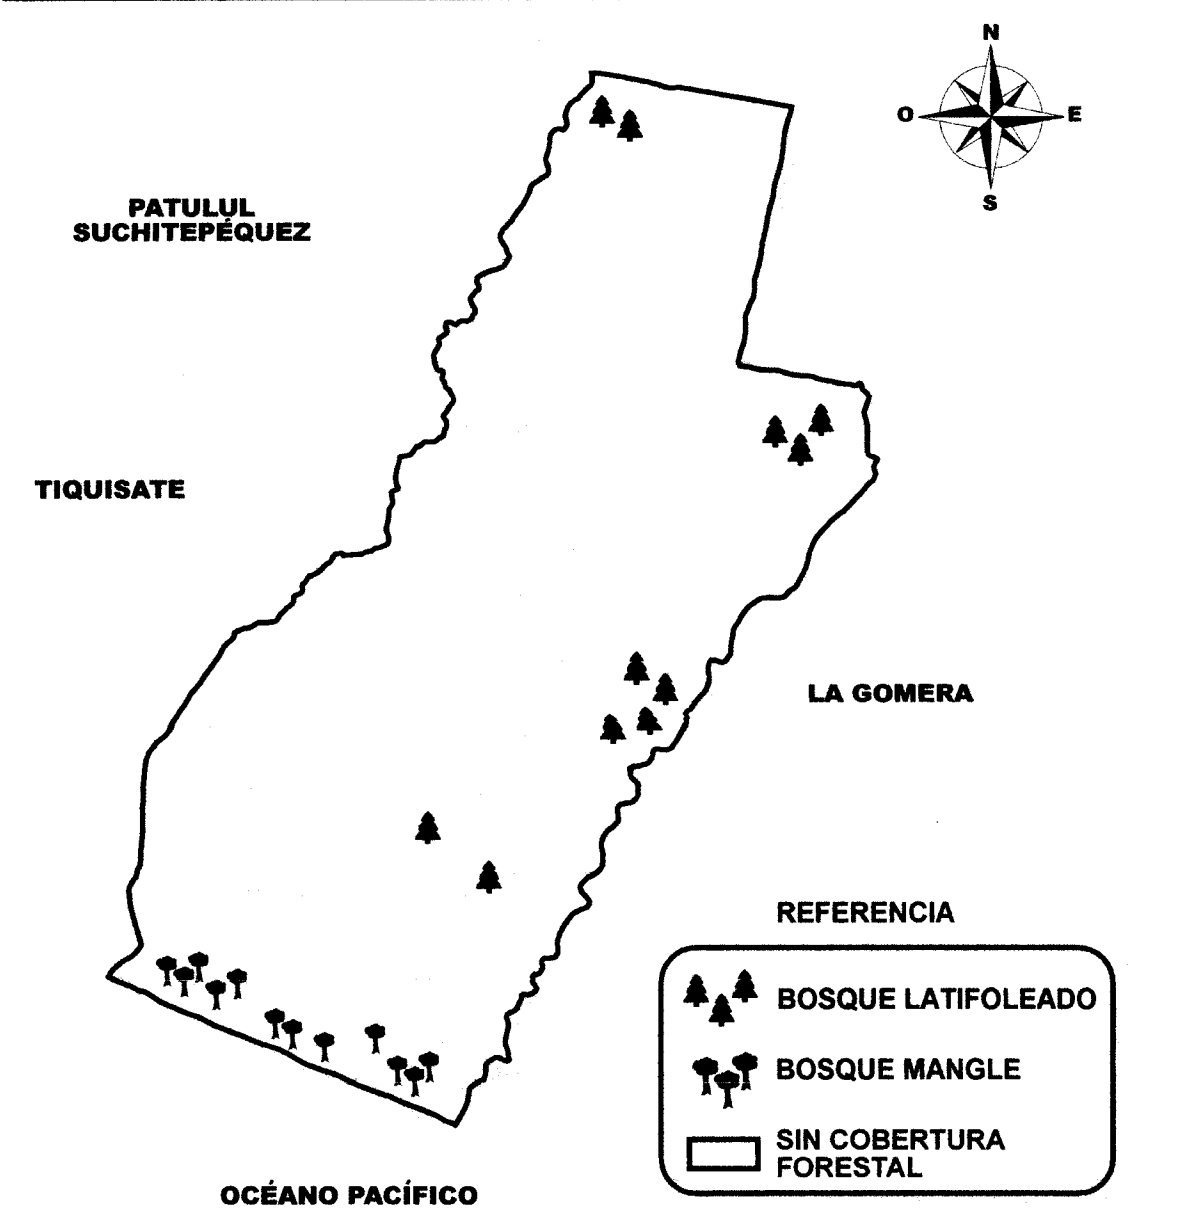 N
O
E
S
PATULUL
SUCHITEPÉQUEZ
TIQUISATE
LA GOMERA
REFERENCIA
BOSQUE LATIFOLEADO
BOSQUE MANGLE
SIN COBERTURA
FORESTAL
OCÉANO PACÍFICO